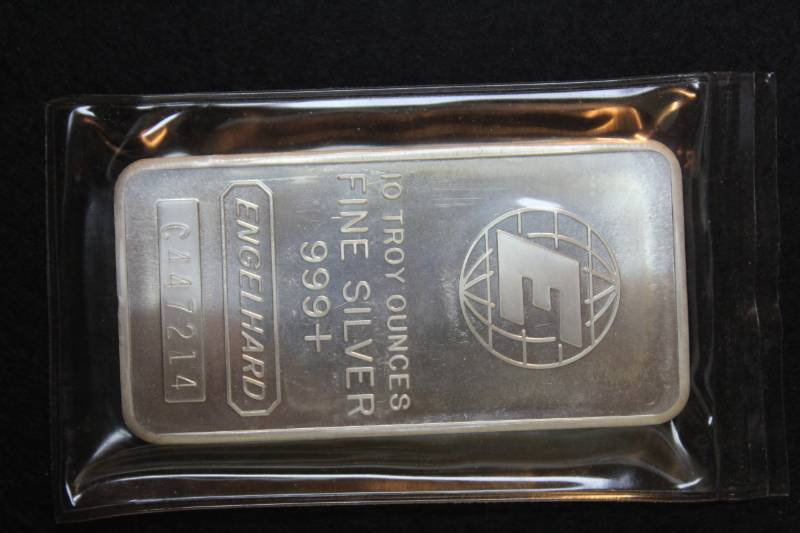 E
10 TROY OUNCES
FINE SILVER
999+
ENGELHARD
C447214